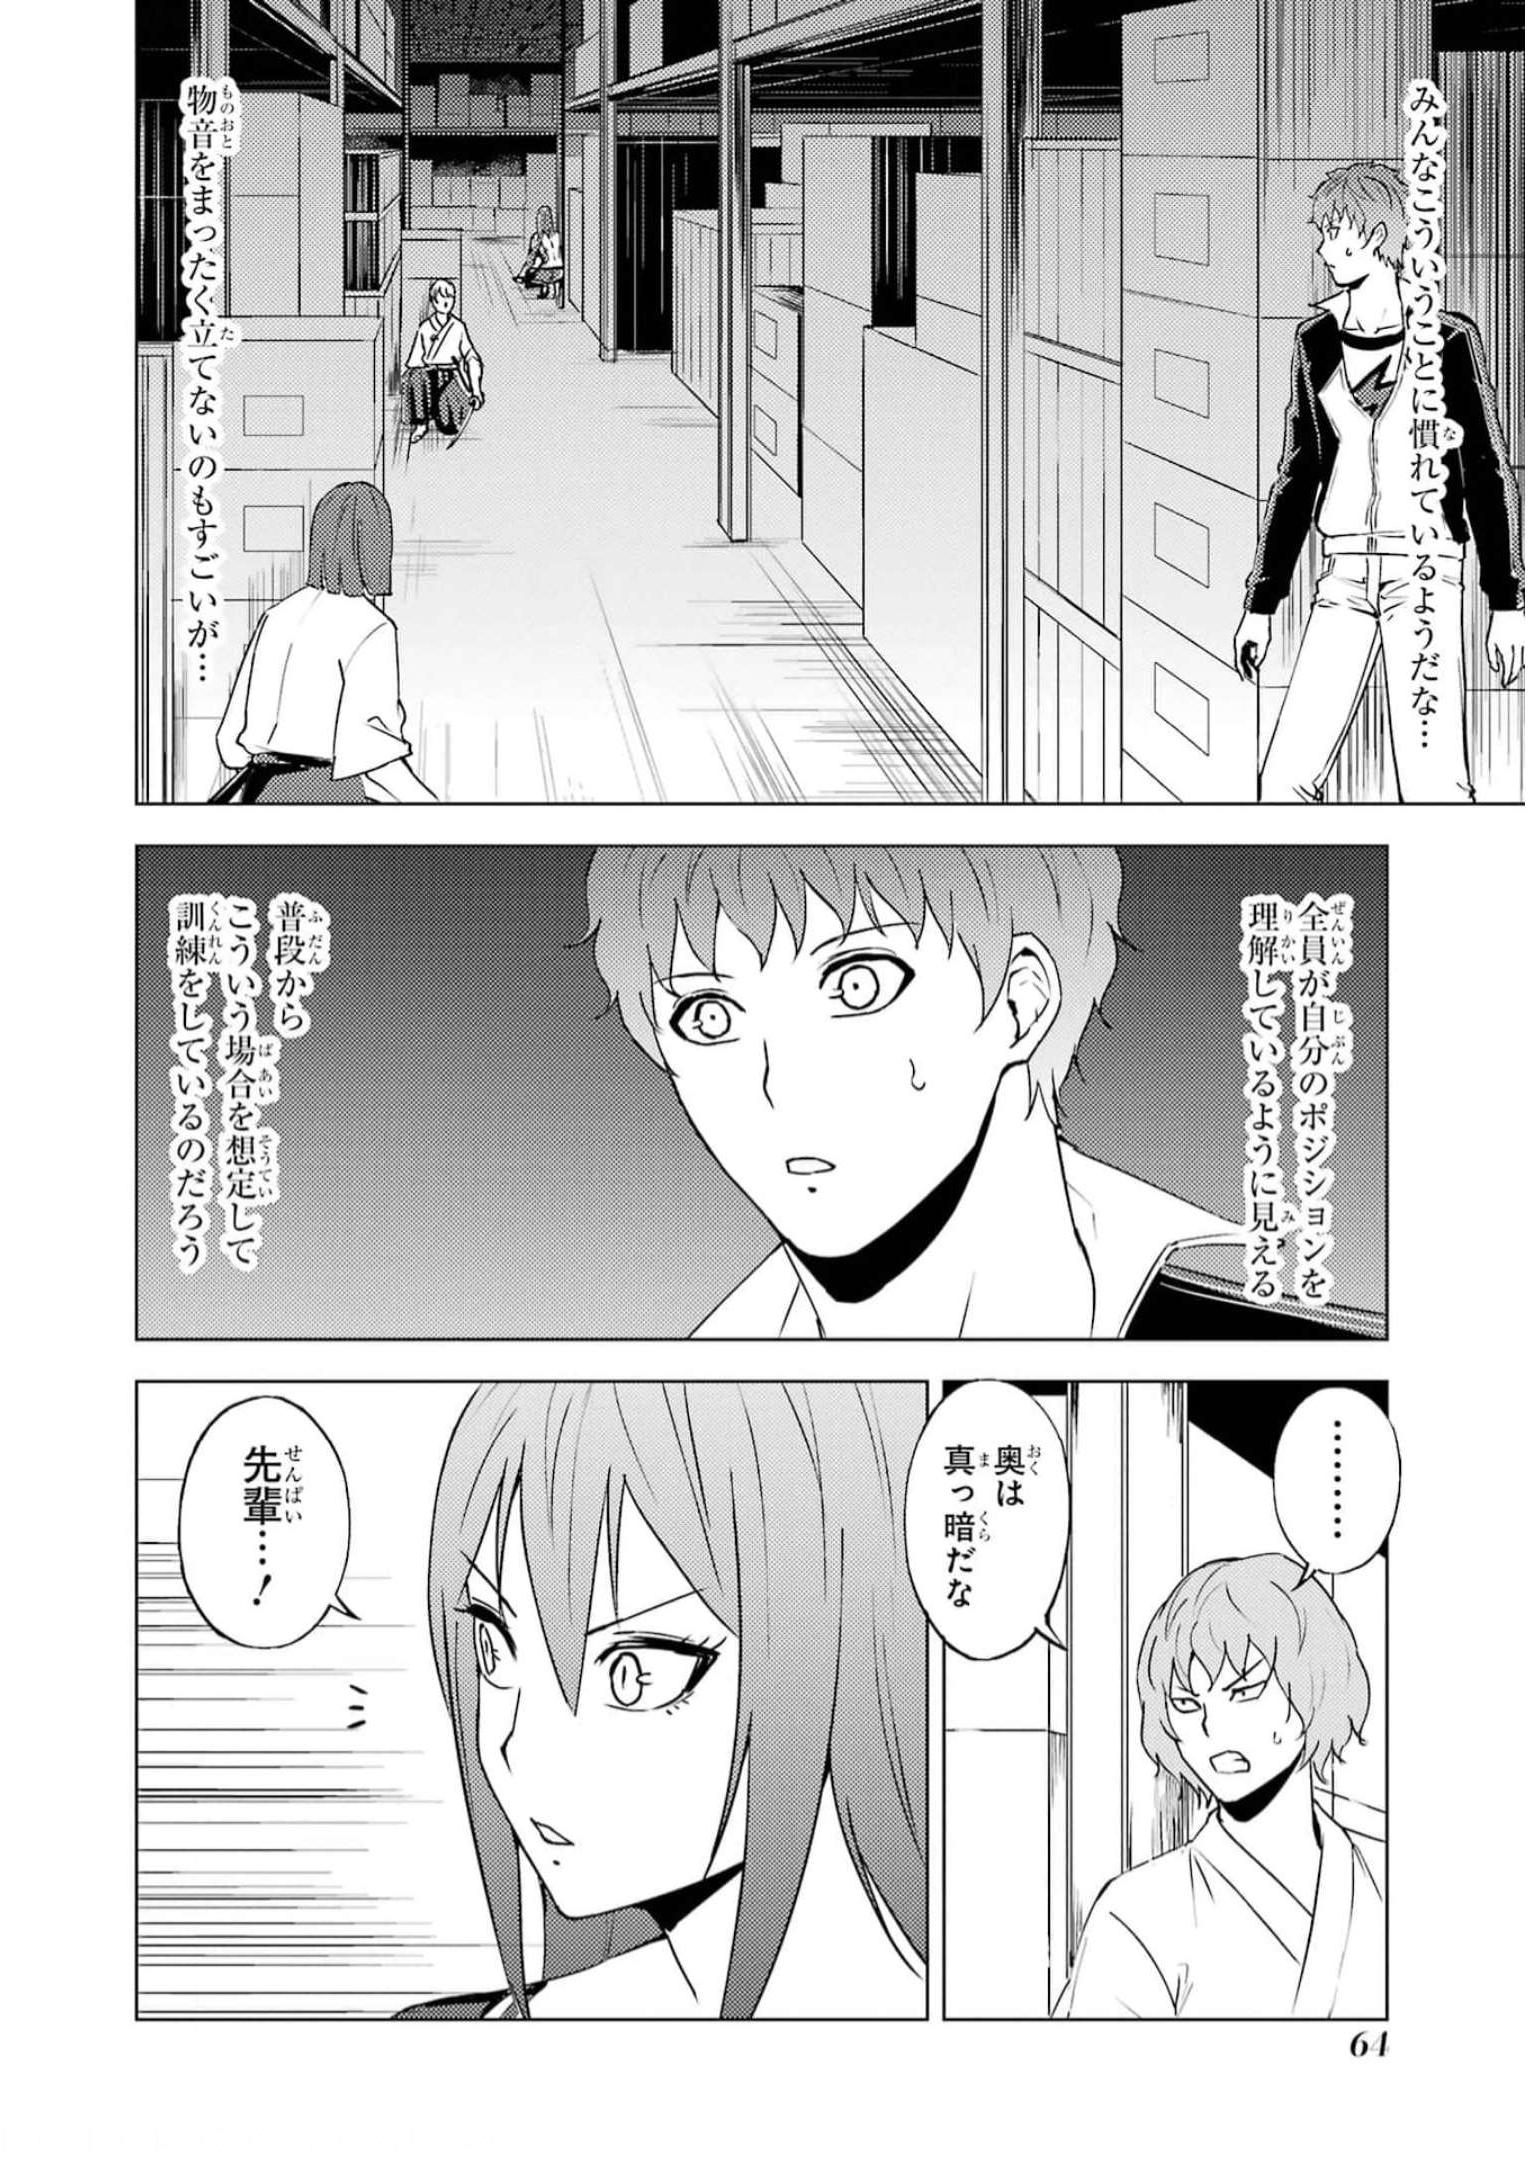 みんなこういうことに慣れているようだな…
物音をまったく立てないのもすごいが…
全員が自分のポジションを
理解しているように見える
普段から
こういう場合を想定して
訓練をしているのだろう
………
奥は
真っ暗だな
先輩…！
64